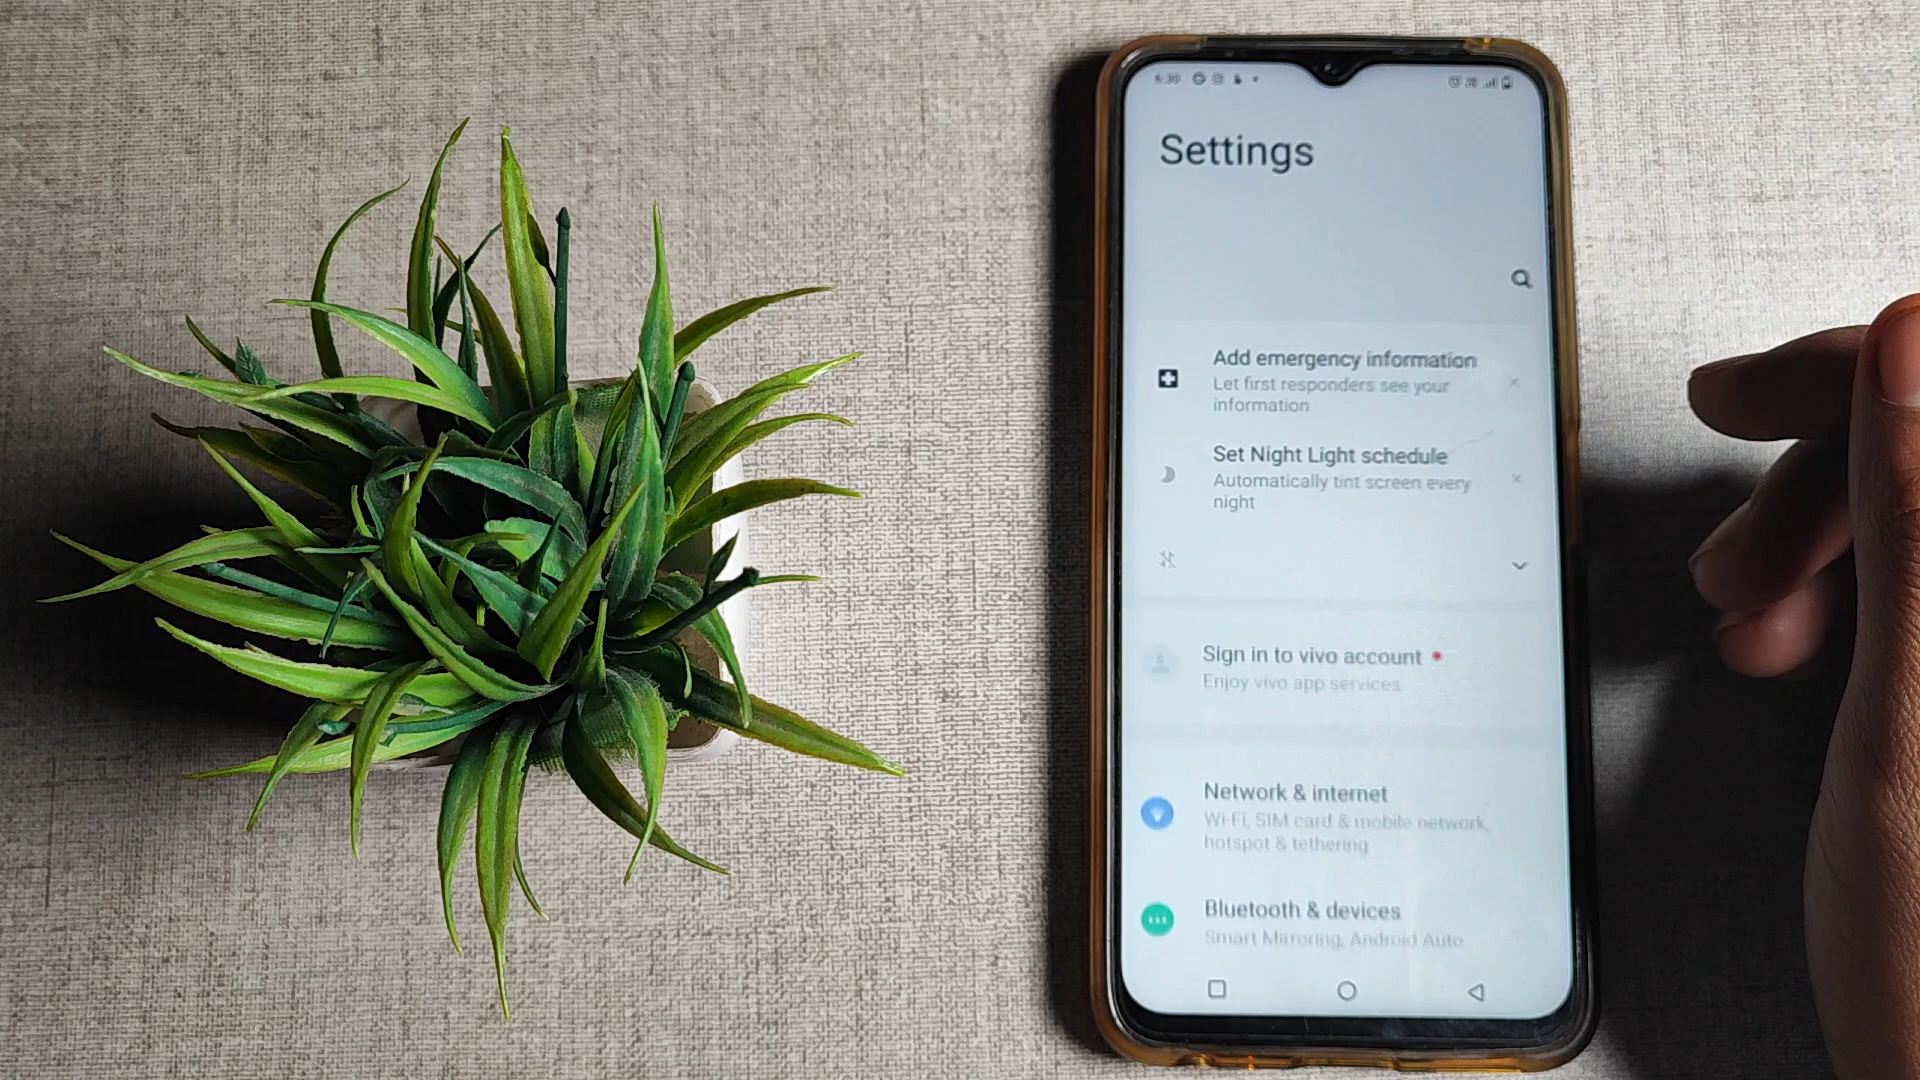 6:30
Settings
Add emergency information
Let first responders see your
information
Set Night Light schedule
Automatically tint screen every
night
Sign in to vivo account
Enjoy vivo app services
Network & internet
Wi-Fi, SIM card & mobile network,
hotspot & tethering
Bluetooth & devices
Smart Mirroring, Android Auto